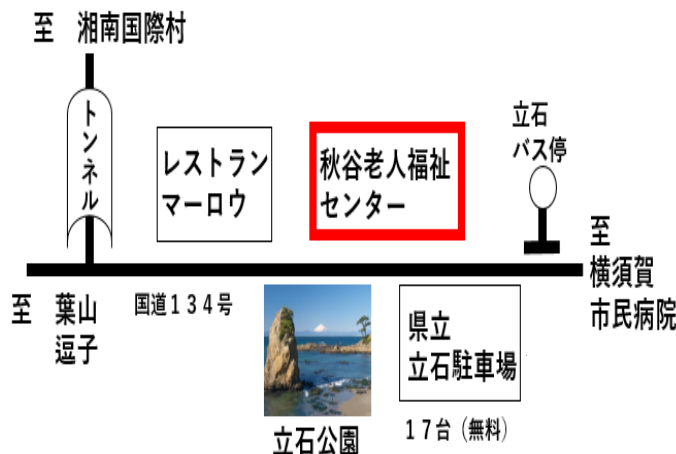 至　湘南国際村
トンネル
レストラン
マーロウ
秋谷老人福祉
センター
立石
バス停
至
横須賀
市民病院
至　葉山
逗子
国道１３４号
県立
立石駐車場
立石公園
１７台（無料）